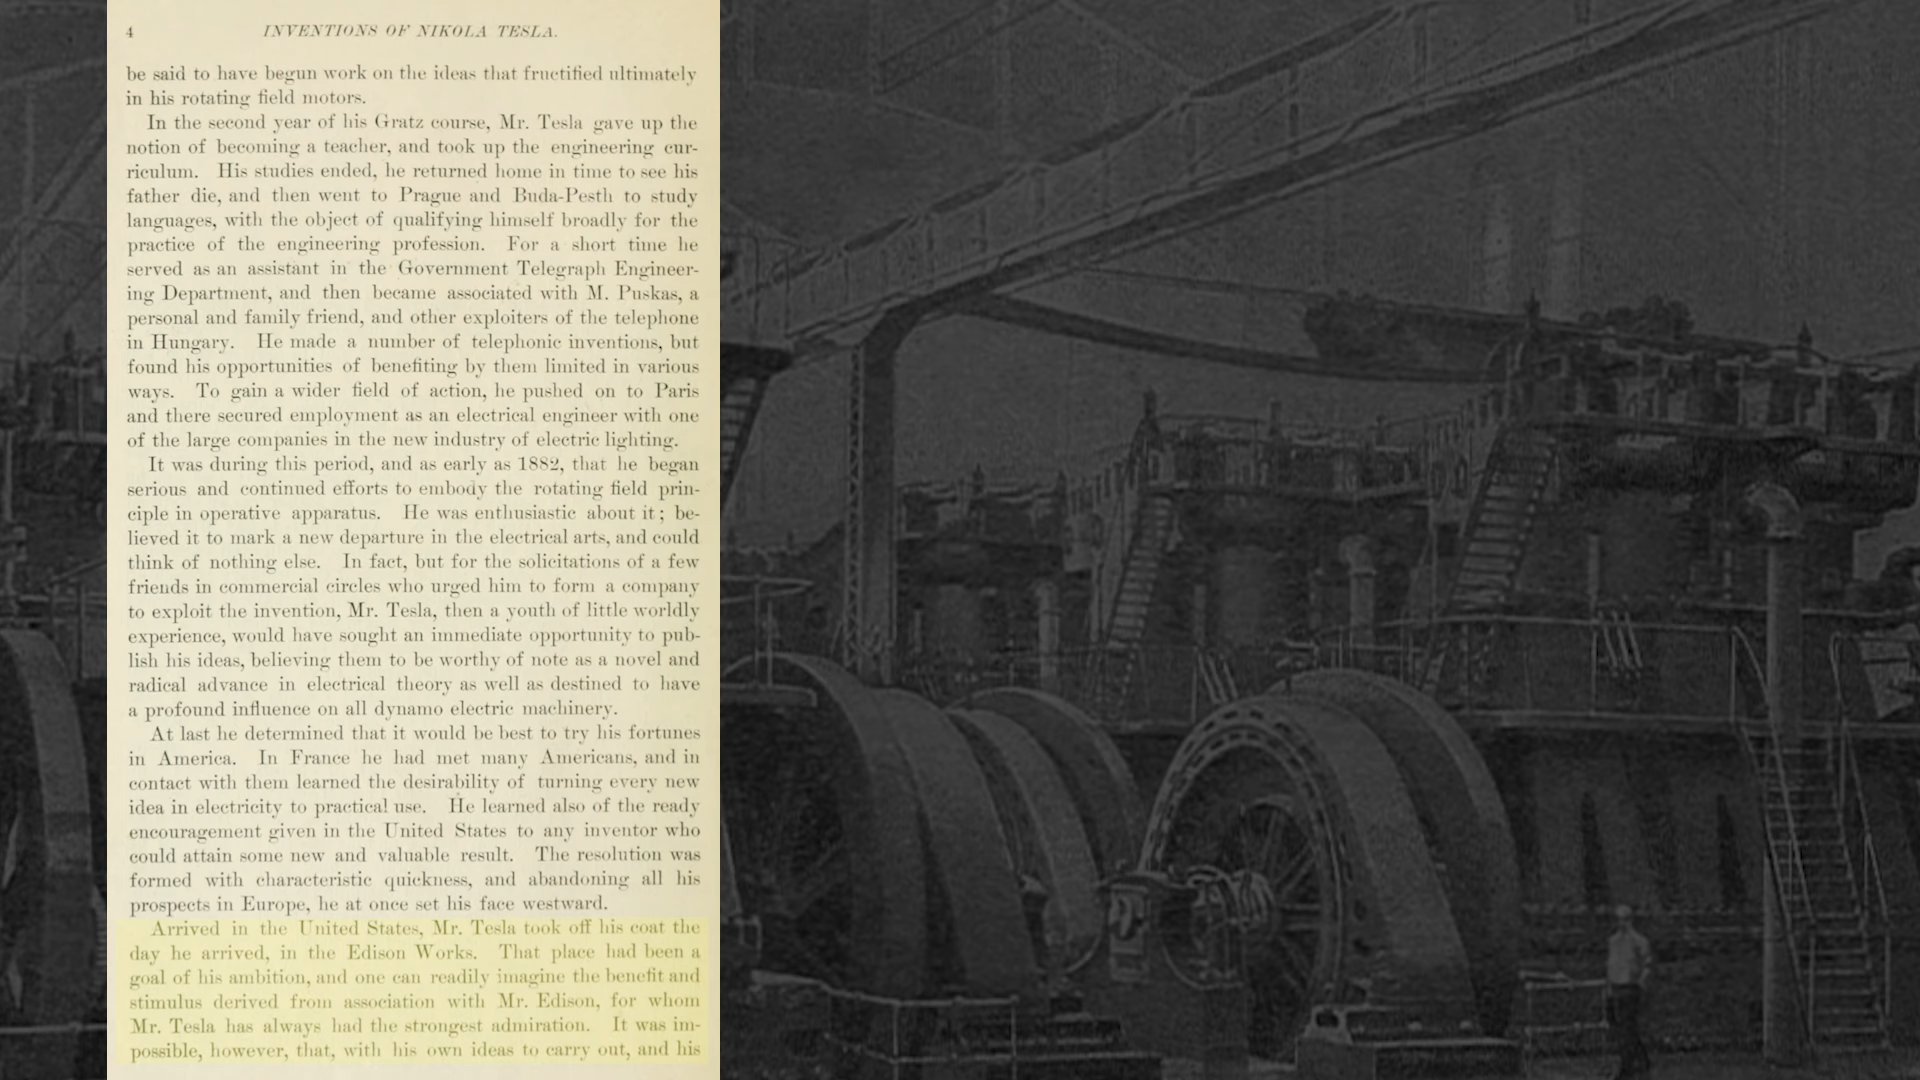 4 INVENTIONS OF NIKOLA TESLA.
be said to have begun work on the ideas that fructified ultimately
in his rotating field motors.
In the second year of his Gratz course, Mr. Tesla gave up the
notion of becoming a teacher, and took up the engineering cur-
riculum. His studies ended, he returned home in time to see his
father die, and then went to Prague and Buda-Pesth to study
languages, with the object of qualifying himself broadly for the
practice of the engineering profession. For a short time he
served as an assistant in the Government Telegraph Engineer-
ing Department, and then became associated with M. Puskas, a
personal and family friend, and other exploiters of the telephone
in Hungary. He made a number of telephonic inventions, but
found his opportunities of benefiting by them limited in various
ways. To gain a wider field of action, he pushed on to Paris
and there secured employment as an electrical engineer with one
of the large companies in the new industry of electric lighting.
It was during this period, and as early as 1882, that he began
serious and continued efforts to embody the rotating field prin-
ciple in operative apparatus. He was enthusiastic about it; be-
lieved it to mark a new departure in the electrical arts, and could
think of nothing else. In fact, but for the solicitations of a few
friends in commercial circles who urged him to form a company
to exploit the invention, Mr. Tesla, then a youth of little worldly
experience, would have sought an immediate opportunity to pub-
lish his ideas, believing them to be worthy of note as a novel and
radical advance in electrical theory as well as destined to have
a profound influence on all dynamo electric machinery.
At last he determined that it would be best to try his fortunes
in America. In France he had met many Americans, and in
contact with them learned the desirability of turning every new
idea in electricity to practical use. He learned also of the ready
encouragement given in the United States to any inventor who
could attain some new and valuable result. The resolution was
formed with characteristic quickness, and abandoning all his
prospects in Europe, he at once set his face westward.
Arrived in the United States, Mr. Tesla took off his coat the
day he arrived, in the Edison Works. That place had been a
goal of his ambition, and one can readily imagine the benefit and
stimulus derived from association with Mr. Edison, for whom
Mr. Tesla has always had the strongest admiration. It was im-
possible, however, that, with his own ideas to carry out, and his